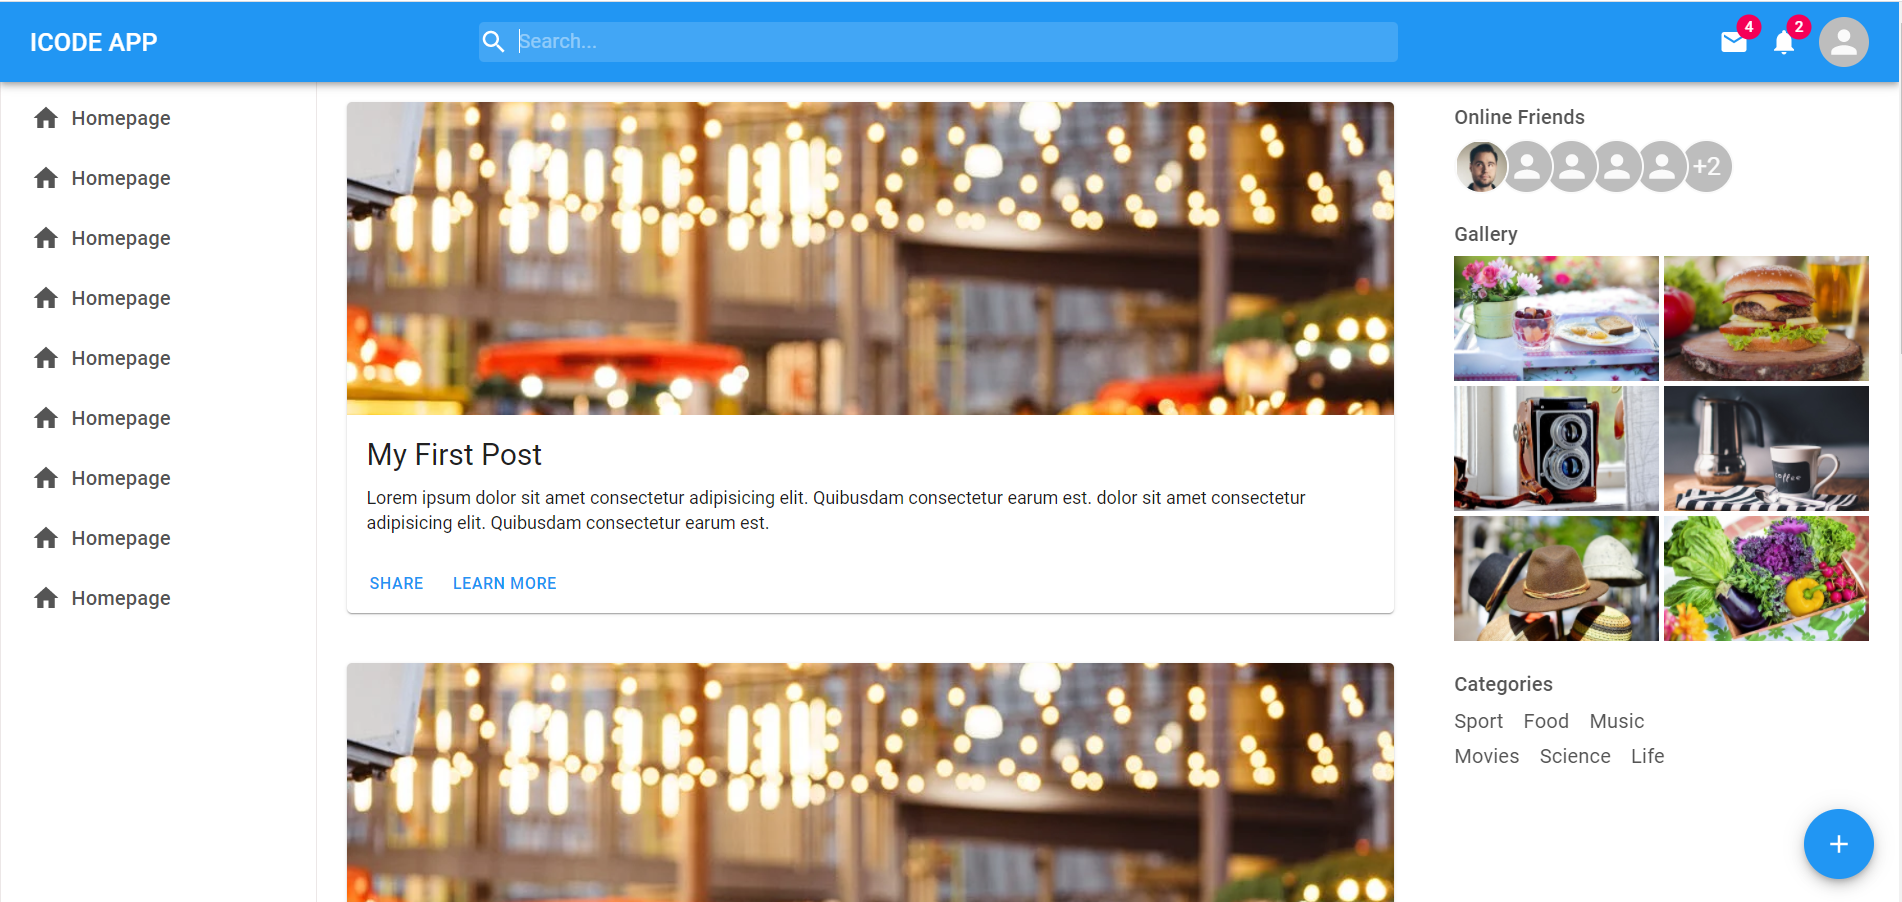 ICODE APP
Search...
4
2
Homepage
Homepage
Homepage
Homepage
Homepage
Homepage
Homepage
Homepage
Homepage
My First Post
Lorem ipsum dolor sit amet consectetur adipisicing elit. Quibusdam consectetur earum est. dolor sit amet consectetur
adipisicing elit. Quibusdam consectetur earum est.
SHARE LEARN MORE
Online Friends
+2
Gallery
coffee
Categories
Sport Food Music
Movies Science Life
+